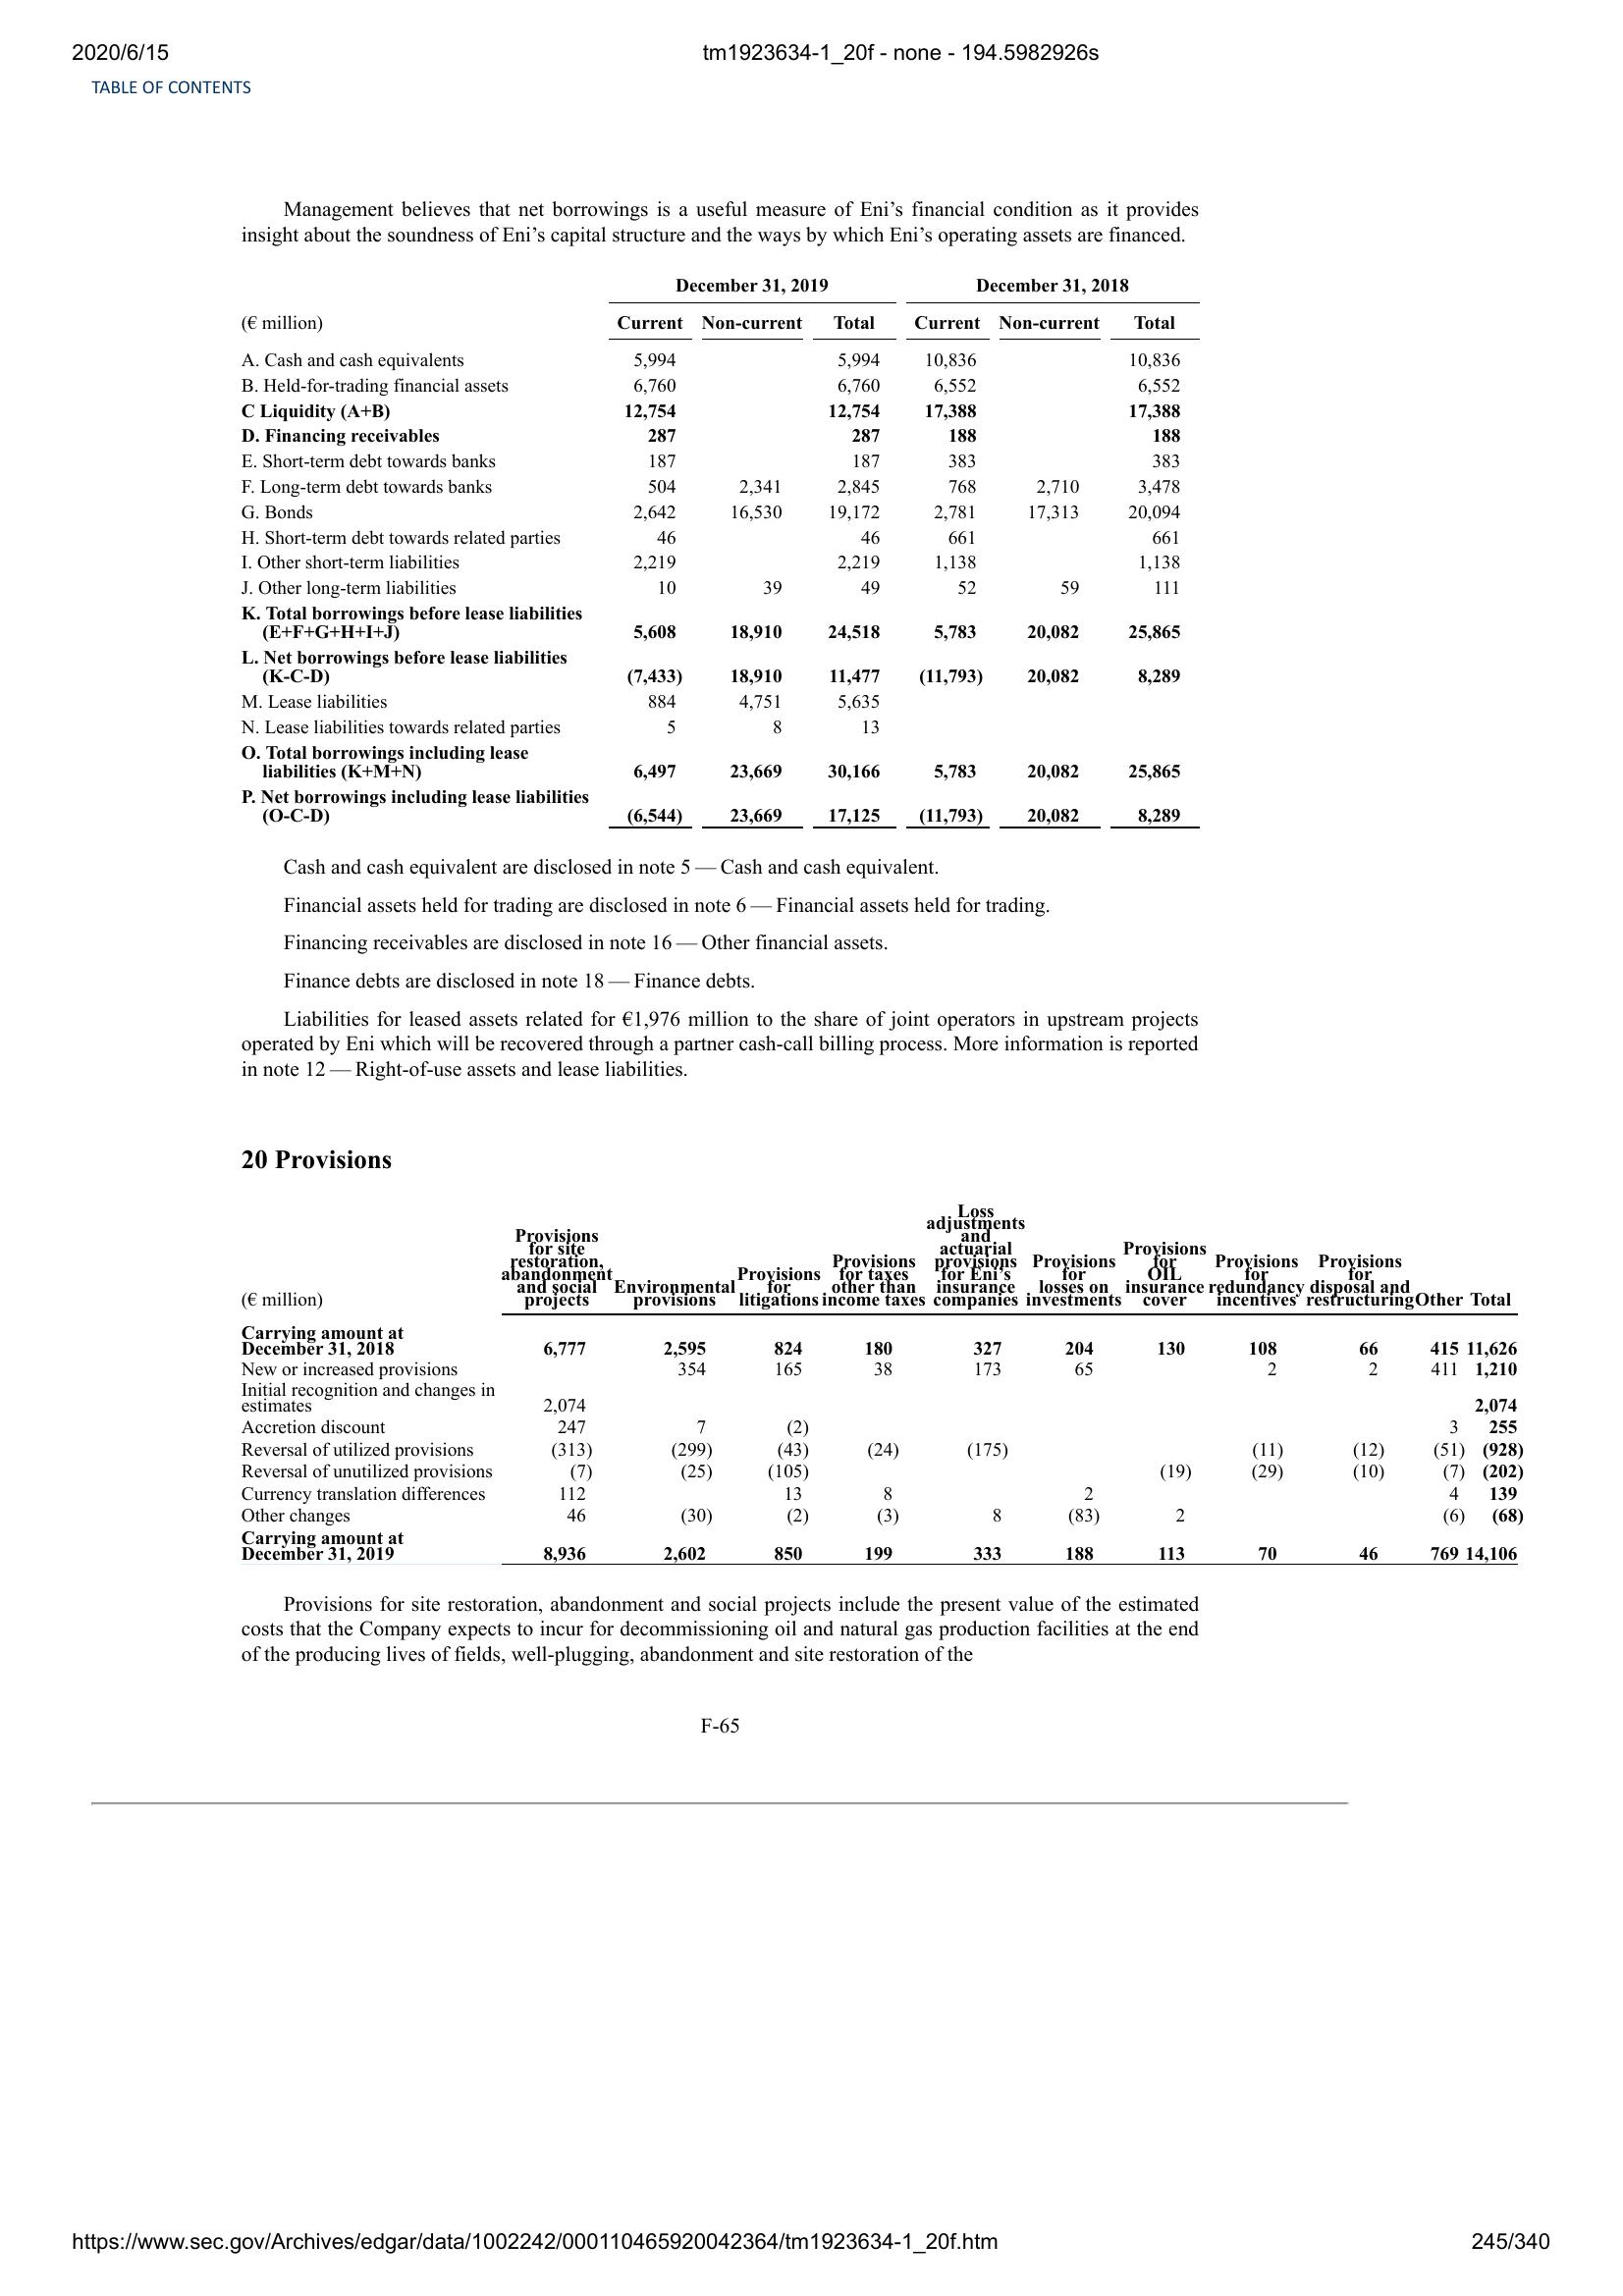 2020/6/15 tm1923634-1_20f - none - 194.5982926s
TABLE OF CONTENTS
Management believes that net borrowings is a useful measure of Eni’s financial condition as it provides
insight about the soundness of Eni’s capital structure and the ways by which Eni’s operating assets are financed.
December 31, 2019 December 31, 2018
(€ million) Current Non-current Total Current Non-current Total
A. Cash and cash equivalents 5,994 5,994 10,836 10,836
B. Held-for-trading financial assets 6,760 6,760 6,552 6,552
C Liquidity (A+B) 12,754 12,754 17,388 17,388
D. Financing receivables 287 287 188 188
E. Short-term debt towards banks 187 187 383 383
F. Long-term debt towards banks 504 2,341 2,845 768 2,710 3,478
G. Bonds 2,642 16,530 19,172 2,781 17,313 20,094
H. Short-term debt towards related parties 46 46 661 661
I. Other short-term liabilities 2,219 2,219 1,138 1,138
J. Other long-term liabilities 10 39 49 52 59 111
K. Total borrowings before lease liabilities
(E+F+G+H+I+J) 5,608 18,910 24,518 5,783 20,082 25,865
L. Net borrowings before lease liabilities
(K-C-D) (7,433) 18,910 11,477 (11,793) 20,082 8,289
M. Lease liabilities 884 4,751 5,635
N. Lease liabilities towards related parties 5 8 13
O. Total borrowings including lease
liabilities (K+M+N) 6,497 23,669 30,166 5,783 20,082 25,865
P. Net borrowings including lease liabilities
(O-C-D) (6,544) 23,669 17,125 (11,793) 20,082 8,289
Cash and cash equivalent are disclosed in note 5 — Cash and cash equivalent.
Financial assets held for trading are disclosed in note 6 — Financial assets held for trading.
Financing receivables are disclosed in note 16 — Other financial assets.
Finance debts are disclosed in note 18 — Finance debts.
Liabilities for leased assets related for €1,976 million to the share of joint operators in upstream projects
operated by Eni which will be recovered through a partner cash-call billing process. More information is reported
in note 12 — Right-of-use assets and lease liabilities.
20 Provisions
Loss
adjustments
Provisions and
for site actuarial Provisions
restoration, Provisions provisions Provisions for Provisions Provisions
abandonment Provisions for taxes for Eni’s for OIL for for
and social Environmental for other than insurance losses on insurance redundancy disposal and
(€ million) projects provisions litigations income taxes companies investments cover incentives restructuring Other Total
Carrying amount at
December 31, 2018 6,777 2,595 824 180 327 204 130 108 66 415 11,626
New or increased provisions 354 165 38 173 65 2 2 411 1,210
Initial recognition and changes in
estimates 2,074 2,074
Accretion discount 247 7 (2) 3 255
Reversal of utilized provisions (313) (299) (43) (24) (175) (11) (12) (51) (928)
Reversal of unutilized provisions (7) (25) (105) (19) (29) (10) (7) (202)
Currency translation differences 112 13 8 2 4 139
Other changes 46 (30) (2) (3) 8 (83) 2 (6) (68)
Carrying amount at
December 31, 2019 8,936 2,602 850 199 333 188 113 70 46 769 14,106
Provisions for site restoration, abandonment and social projects include the present value of the estimated
costs that the Company expects to incur for decommissioning oil and natural gas production facilities at the end
of the producing lives of fields, well-plugging, abandonment and site restoration of the
F-65
https://www.sec.gov/Archives/edgar/data/1002242/000110465920042364/tm1923634-1_20f.htm 245/340